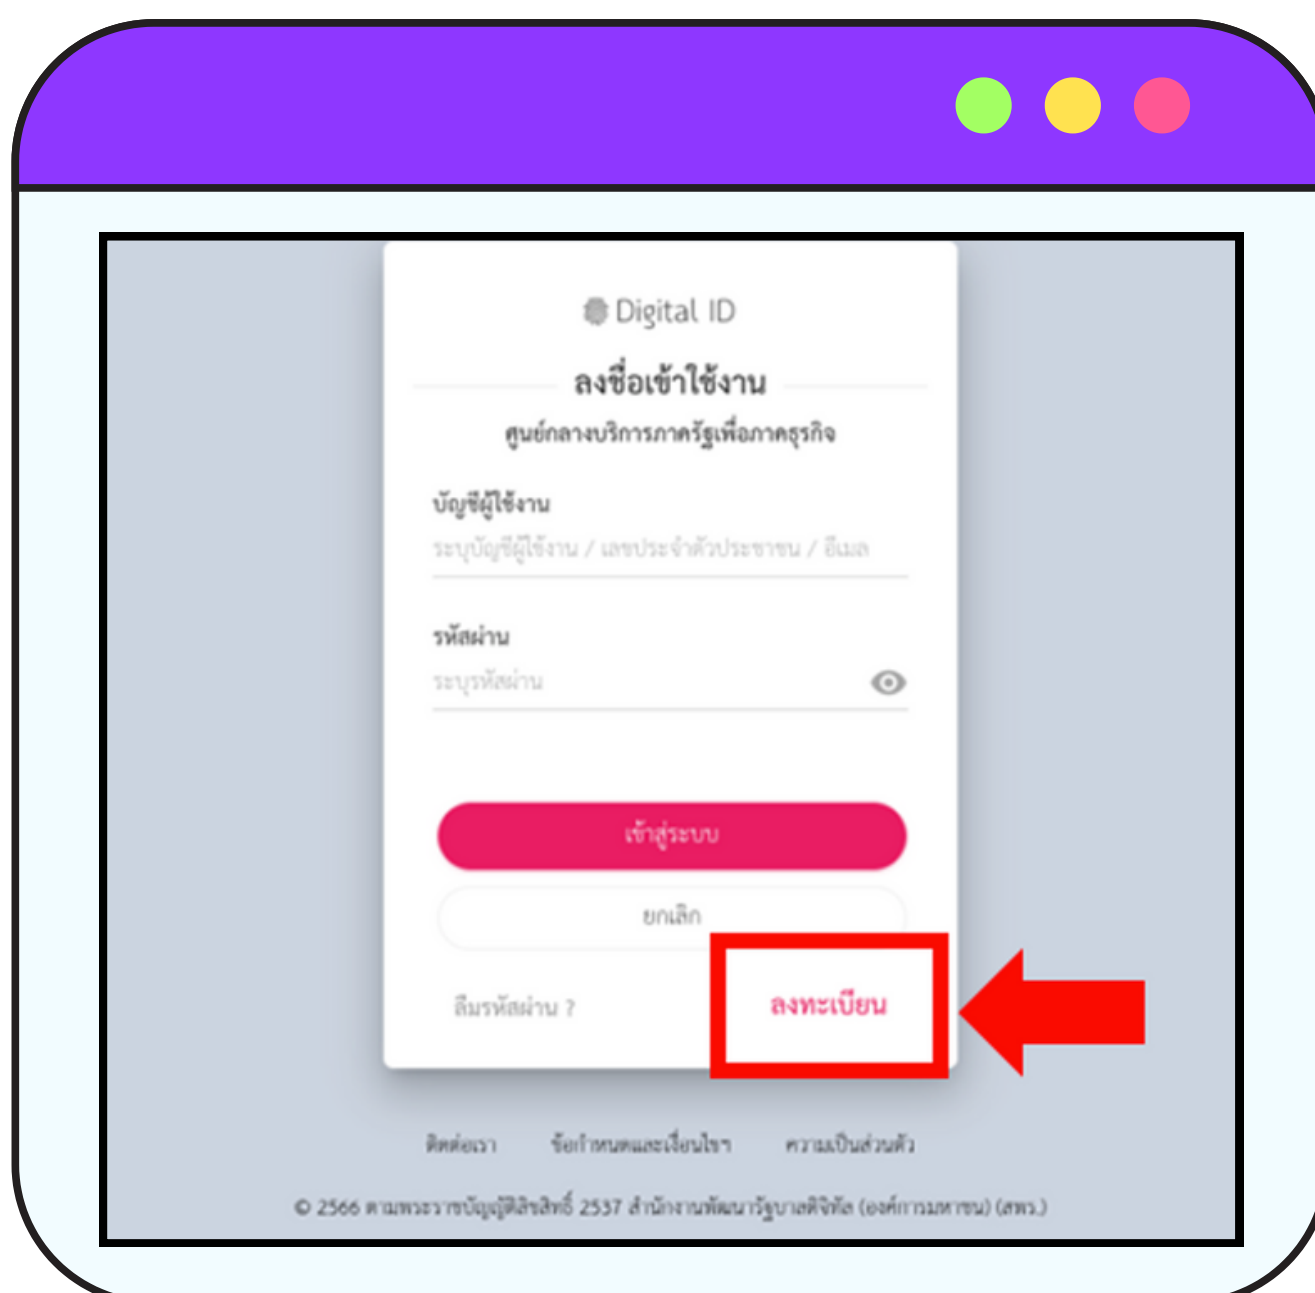 Digital ID
ลงชื่อเข้าใช้งาน
ศูนย์กลางบริการภาครัฐเพื่อภาคธุรกิจ
บัญชีผู้ใช้งาน
ระบุบัญชีผู้ใช้งาน / เลขประจำตัวประชาชน / อีเมล
รหัสผ่าน
ระบุรหัสผ่าน
เข้าสู่ระบบ
ยกเลิก
ลืมรหัสผ่าน ? ลงทะเบียน
ติดต่อเรา ข้อกำหนดและเงื่อนไขฯ ความเป็นส่วนตัว
© 2566 ตามพระราชบัญญัติลิขสิทธิ์ 2537 สำนักงานพัฒนารัฐบาลดิจิทัล (องค์การมหาชน) (สพร.)